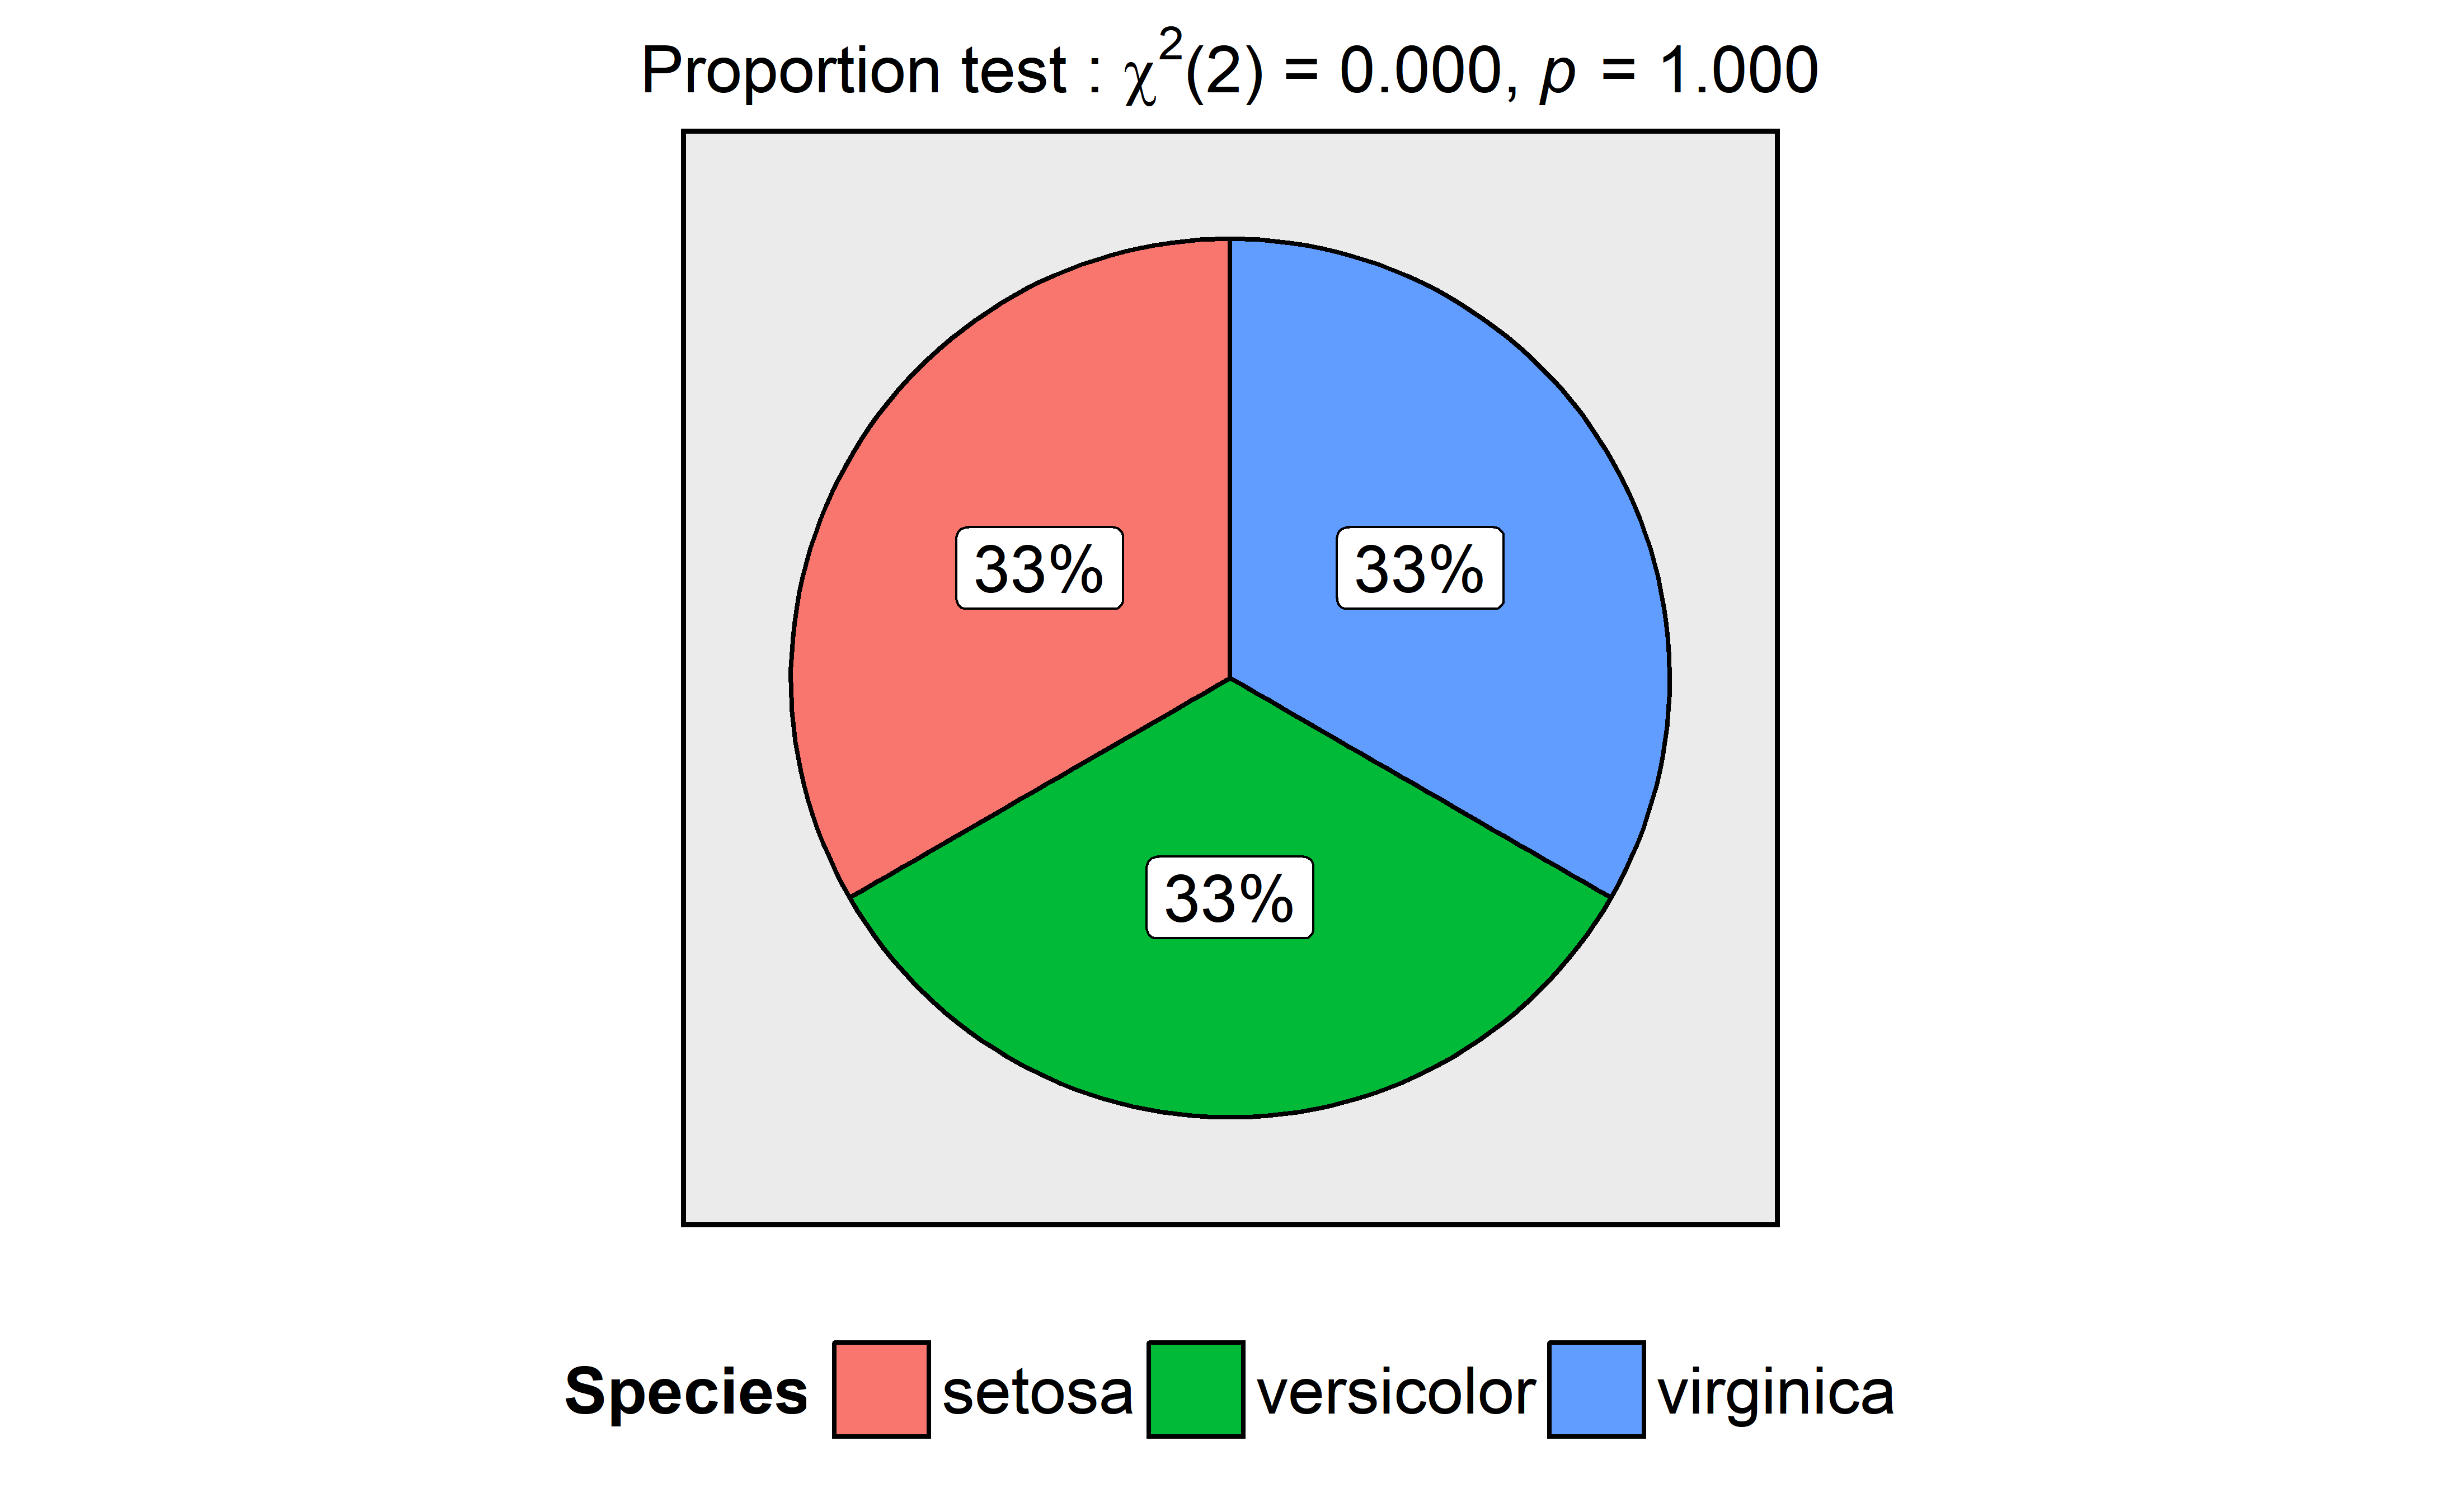 Proportion test : χ²(2) = 0.000, p = 1.000
33%
33%
33%
Species setosa versicolor virginica